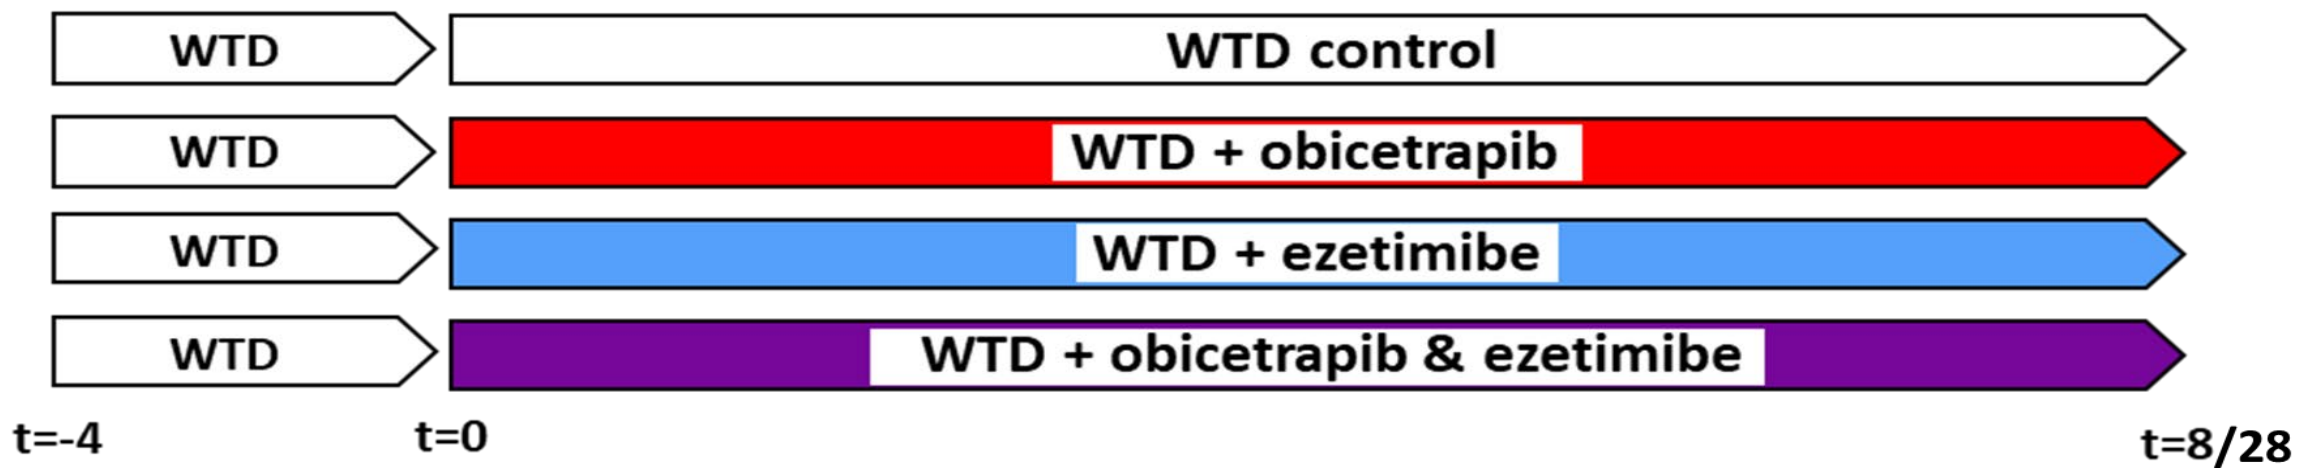 WTD WTD control
WTD WTD + obicetrapib
WTD WTD + ezetimibe
WTD WTD + obicetrapib & ezetimibe
t=-4 t=0 t=8/28